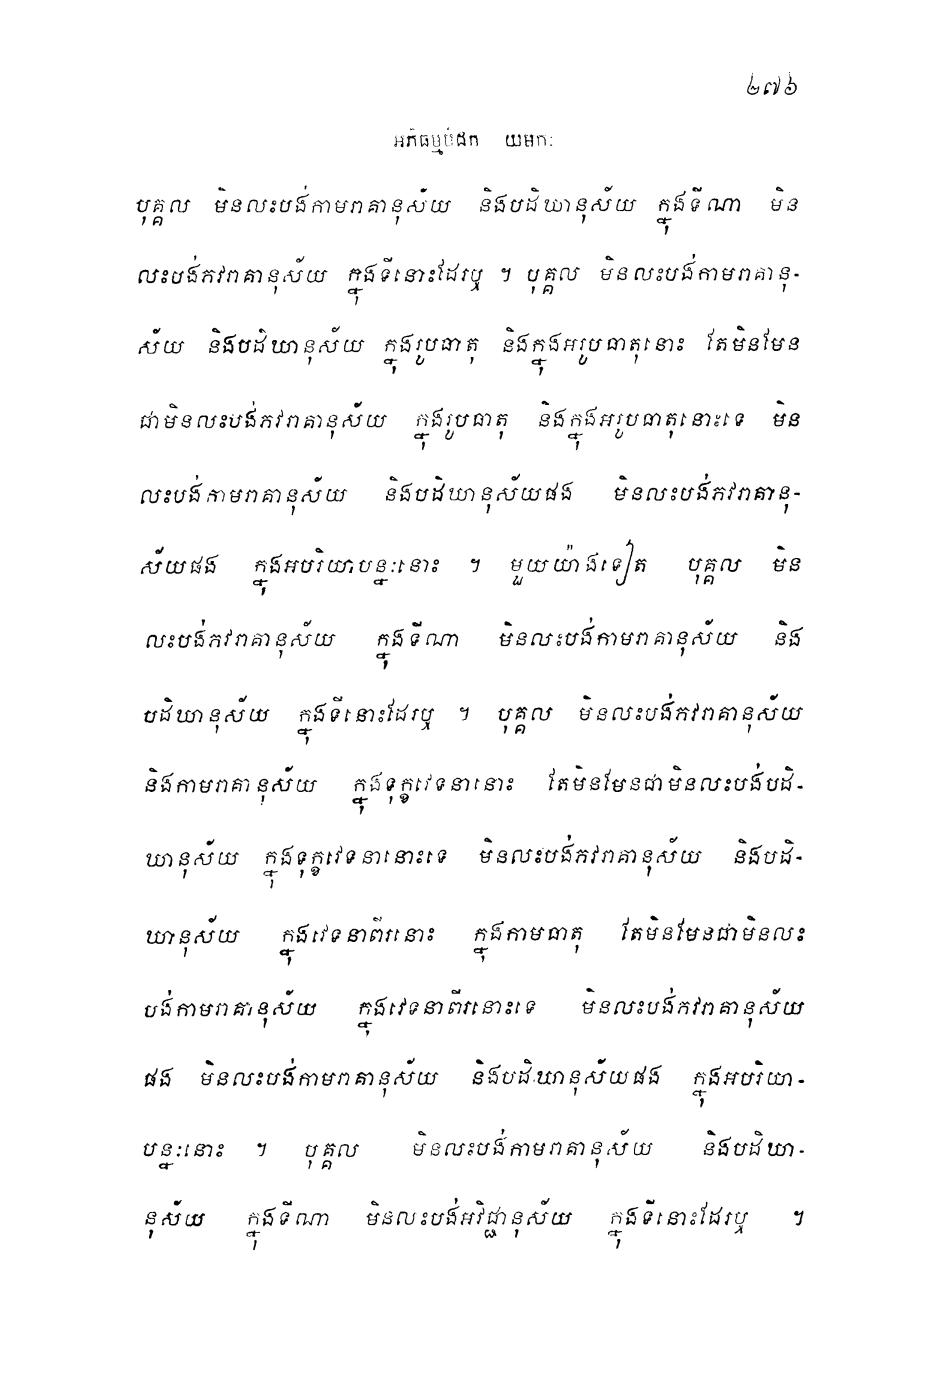 ២៧៦
អភិធម្មបិដក យមកៈ
បុគ្គល មិនលះបង់កាមរាគានុស័យ និងបដិឃានុស័យ ក្នុងទីណា មិន
លះបង់ភវរាគានុស័យ ក្នុងទីនោះដែរឬ ។ បុគ្គល មិនលះបង់កាមរាគានុ-
ស័យ និងបដិឃានុស័យ ក្នុងរូបធាតុ និងក្នុងអរូបធាតុនោះ តែមិនមែន
ជាមិនលះបង់ភវរាគានុស័យ ក្នុងរូបធាតុ និងក្នុងអរូបធាតុនោះទេ មិន
លះបង់កាមរាគានុស័យ និងបដិឃានុស័យផង មិនលះបង់ភវរាគានុ-
ស័យផង ក្នុងអបរិយាបន្នៈនោះ ។ មួយយ៉ាងទៀត បុគ្គល មិន
លះបង់ភវរាគានុស័យ ក្នុងទីណា មិនលះបង់កាមរាគានុស័យ និង
បដិឃានុស័យ ក្នុងទីនោះដែរឬ ។ បុគ្គល មិនលះបង់ភវរាគានុស័យ
និងកាមរាគានុស័យ ក្នុងទុក្ខវេទនានោះ តែមិនមែនជាមិនលះបង់បដិ-
ឃានុស័យ ក្នុងទុក្ខវេទនានោះទេ មិនលះបង់ភវរាគានុស័យ និងបដិ-
ឃានុស័យ ក្នុងវេទនាពីរនោះ ក្នុងកាមធាតុ តែមិនមែនជាមិនលះ
បង់កាមរាគានុស័យ ក្នុងវេទនាពីរនោះទេ មិនលះបង់ភវរាគានុស័យ
ផង មិនលះបង់កាមរាគានុស័យ និងបដិឃានុស័យផង ក្នុងអបរិយា-
បន្នៈនោះ ។ បុគ្គល មិនលះបង់កាមរាគានុស័យ និងបដិឃា-
នុស័យ ក្នុងទីណា មិនលះបង់អវិជ្ជានុស័យ ក្នុងទីនោះដែរឬ ។